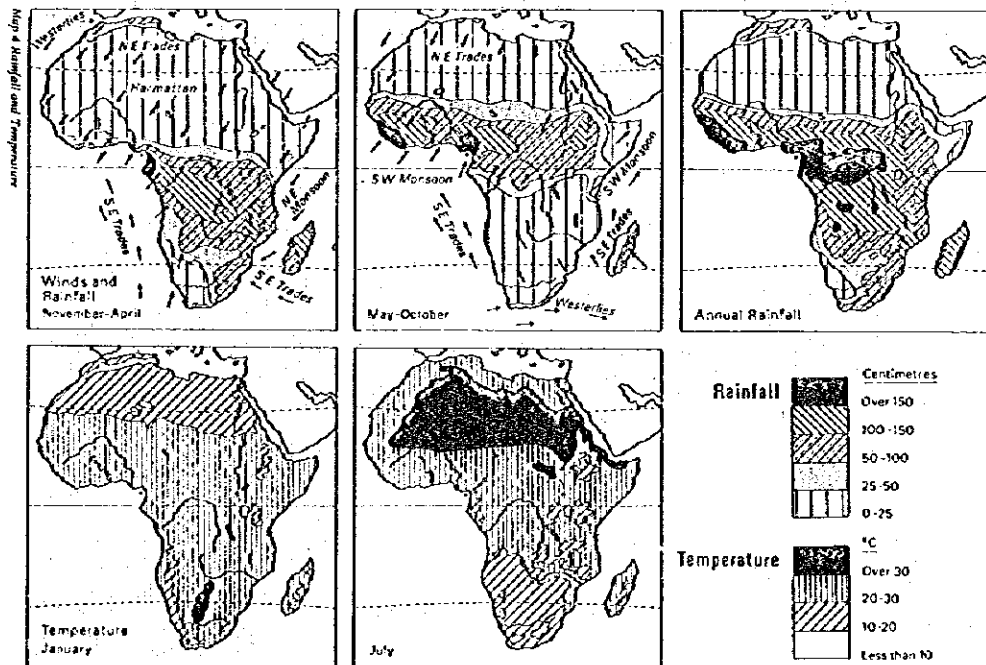 Map 4 Rainfall and Temperature
Westerlies
N E Trades
Harmattan
N E Monsoon
S E Trades
S E Trades
Winds and
Rainfall
November-April
N E Trades
S W Monsoon
S W Monsoon
S E Trades
S E Trades
Westerlies
May-October
Annual Rainfall
Temperature
January
July
Rainfall
Centimetres
Over 150
100-150
50-100
25-50
0-25
Temperature
°C
Over 30
20-30
10-20
Less than 10